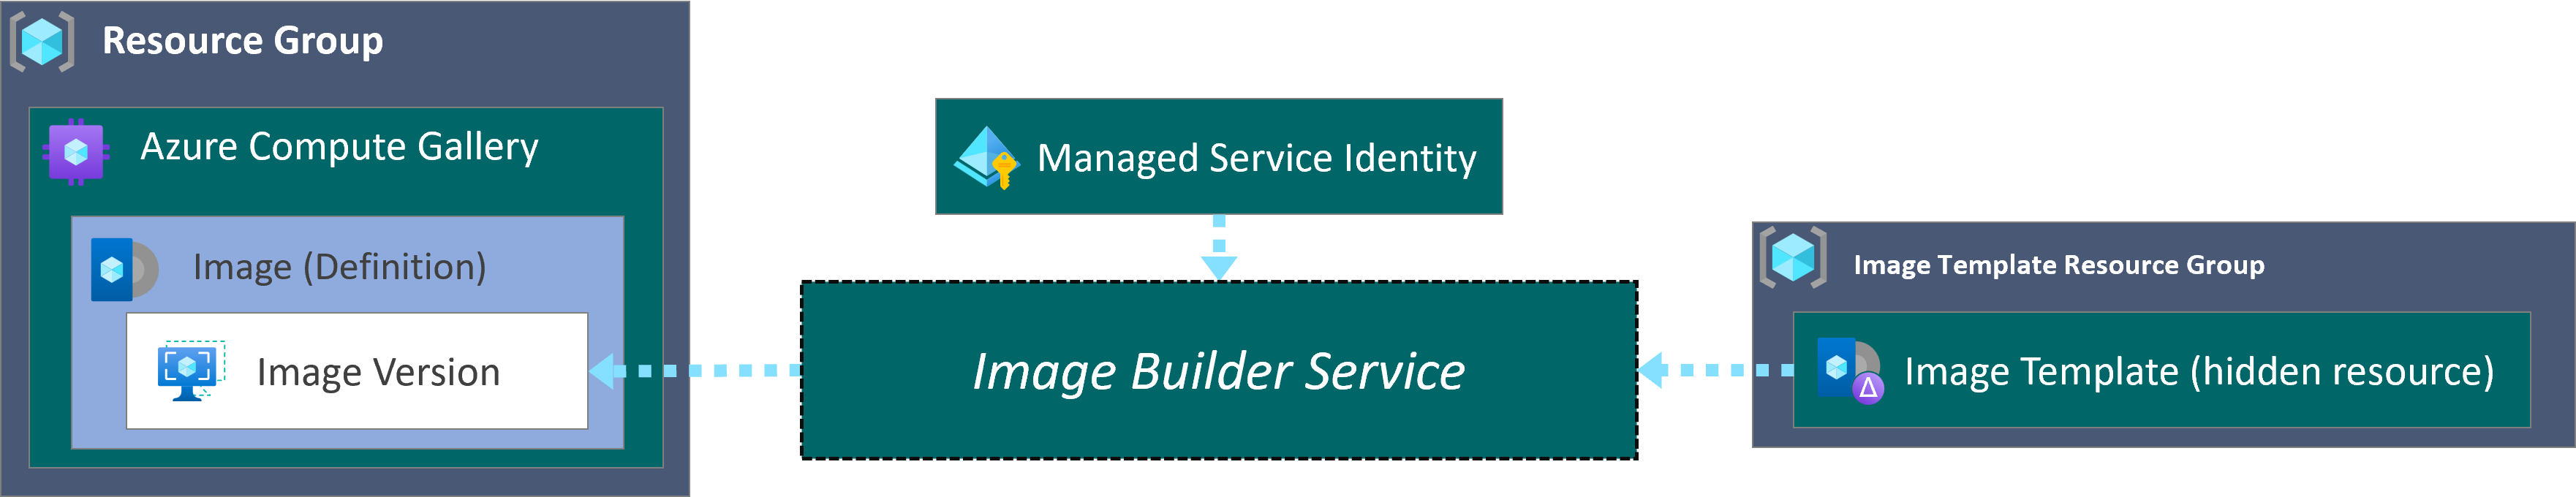 Resource Group
Azure Compute Gallery
Image (Definition)
Image Version
Managed Service Identity
Image Builder Service
Image Template Resource Group
Image Template (hidden resource)